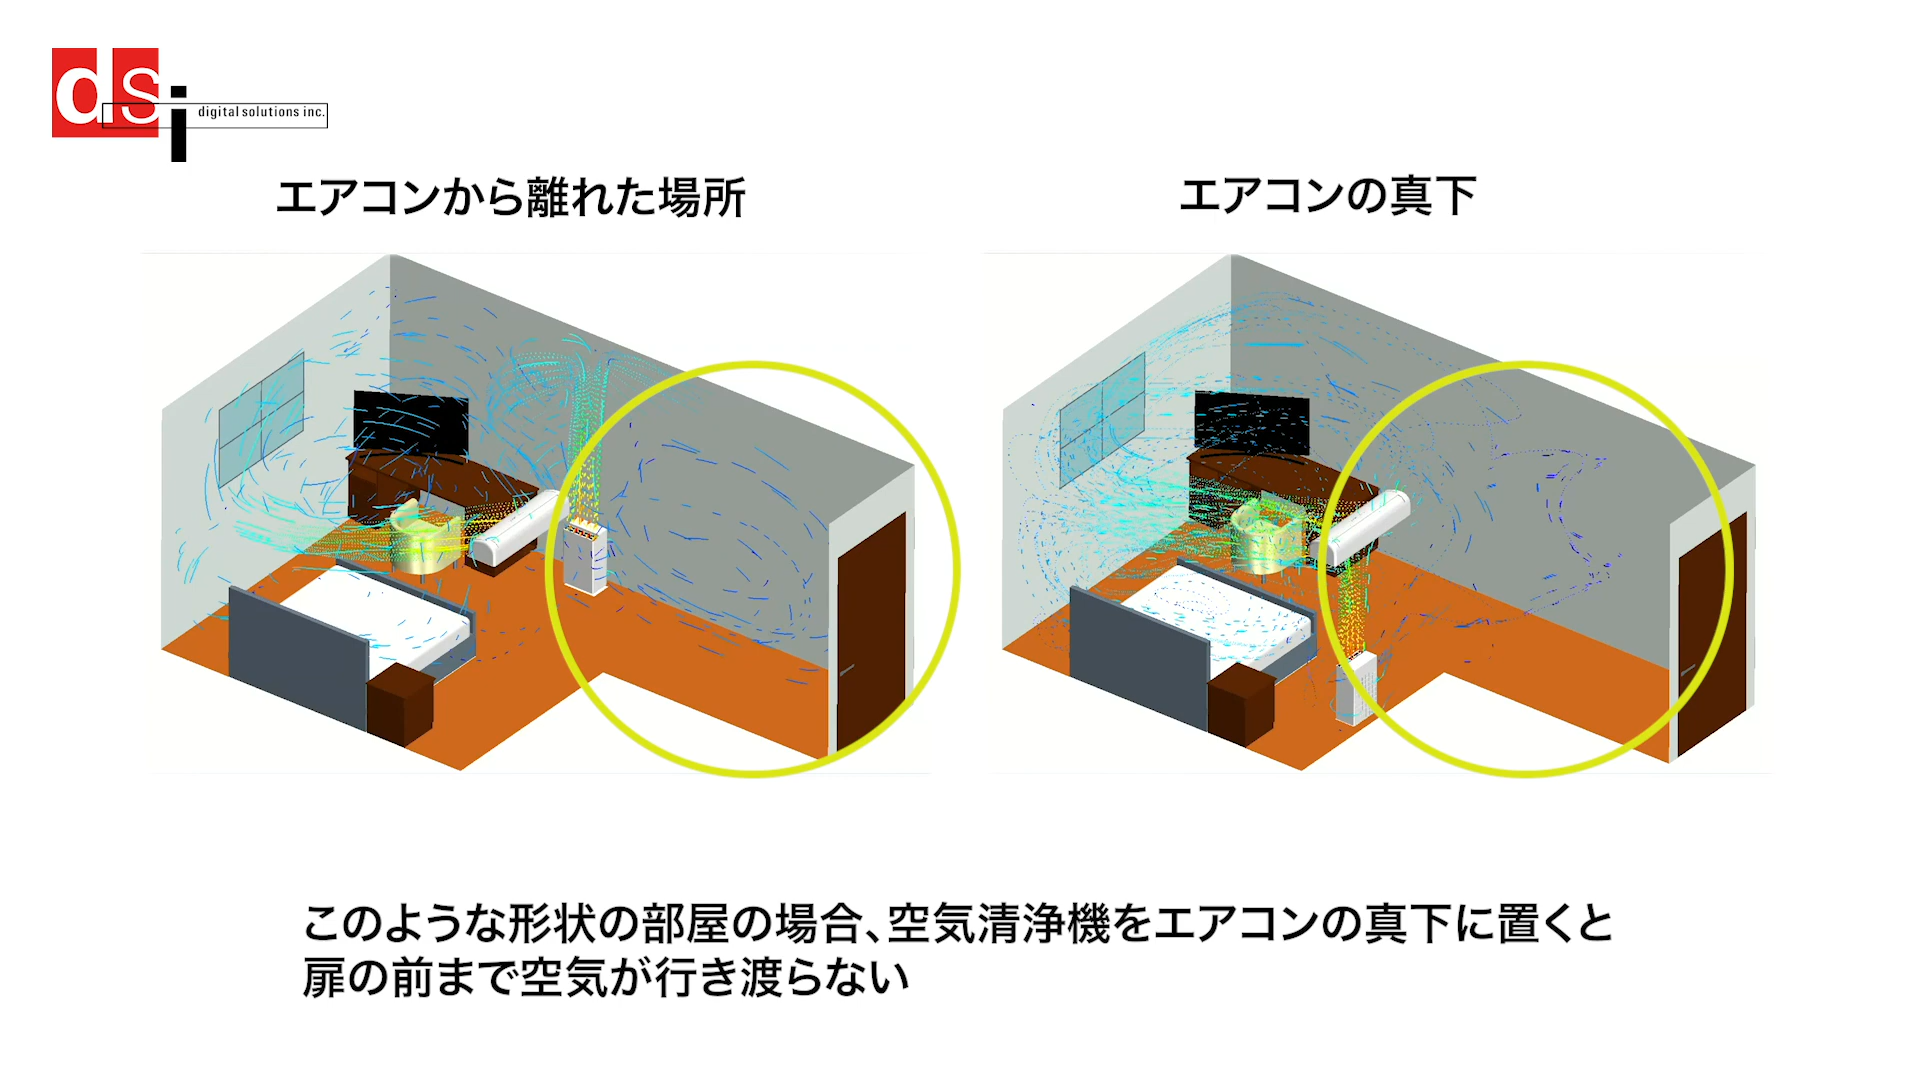 dsi
digital solutions inc.
エアコンから離れた場所
エアコンの真下
このような形状の部屋の場合、空気清浄機をエアコンの真下に置くと
扉の前まで空気が行き渡らない